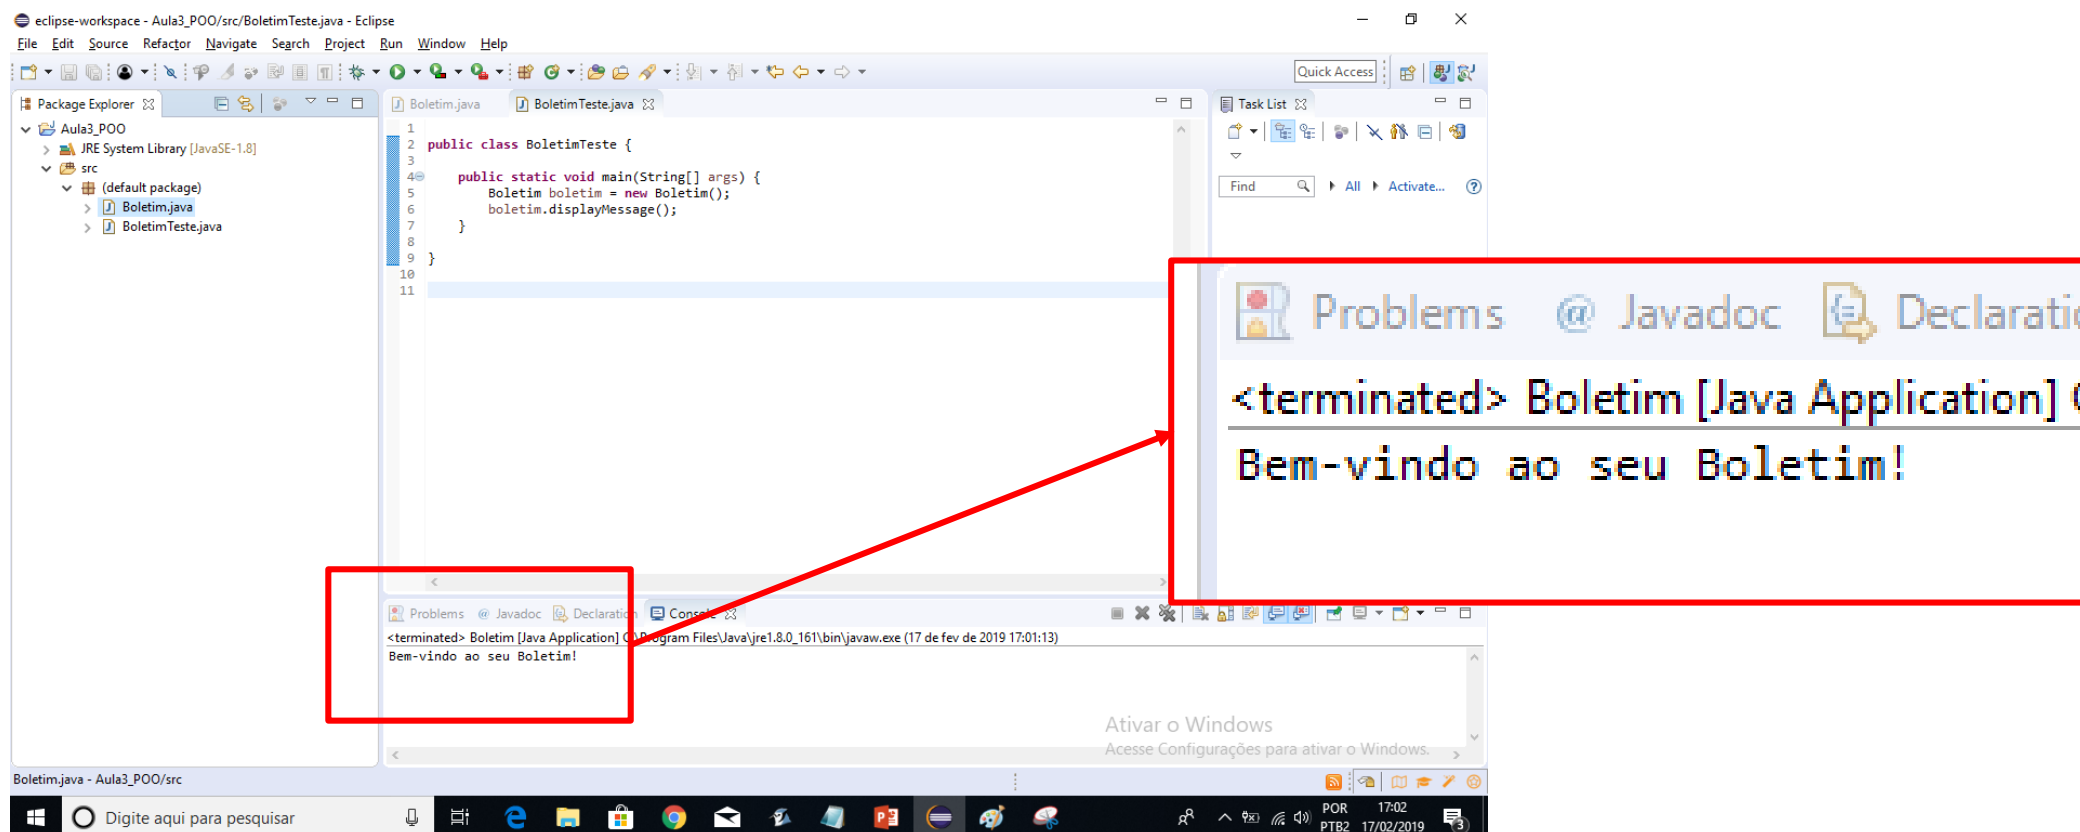 eclipse-workspace - Aula3_POO/src/BoletimTeste.java - Eclipse
File Edit Source Refactor Navigate Search Project Run Window Help
Quick Access
Package Explorer
Aula3_POO
JRE System Library [JavaSE-1.8]
src
(default package)
Boletim.java
BoletimTeste.java
Boletim.java BoletimTeste.java
1
2 public class BoletimTeste {
3
4 public static void main(String[] args) {
5 Boletim boletim = new Boletim();
6 boletim.displayMessage();
7 }
8
9 }
10
11
Task List
Find All Activate...
Problems @ Javadoc Declaration Console
<terminated> Boletim [Java Application] C:\Program Files\Java\jre1.8.0_161\bin\javaw.exe (17 de fev de 2019 17:01:13)
Bem-vindo ao seu Boletim!
Problems @ Javadoc Declaratio
<terminated> Boletim [Java Application] C
Bem-vindo ao seu Boletim!
Ativar o Windows
Acesse Configurações para ativar o Windows.
Boletim.java - Aula3_POO/src
Digite aqui para pesquisar
POR 17:02
PTB2 17/02/2019
3